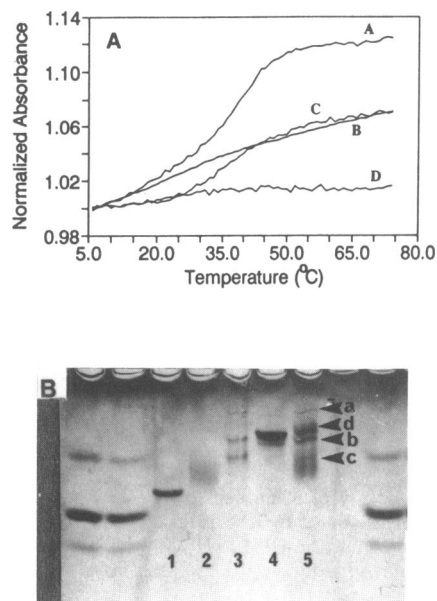 1.14
A
A
1.10
C
1.06
B
1.02
D
0.98
5.0 20.0 35.0 50.0 65.0 80.0
Temperature (°C)
Normalized Absorbance
B
a
d
b
c
1 2 3 4 5